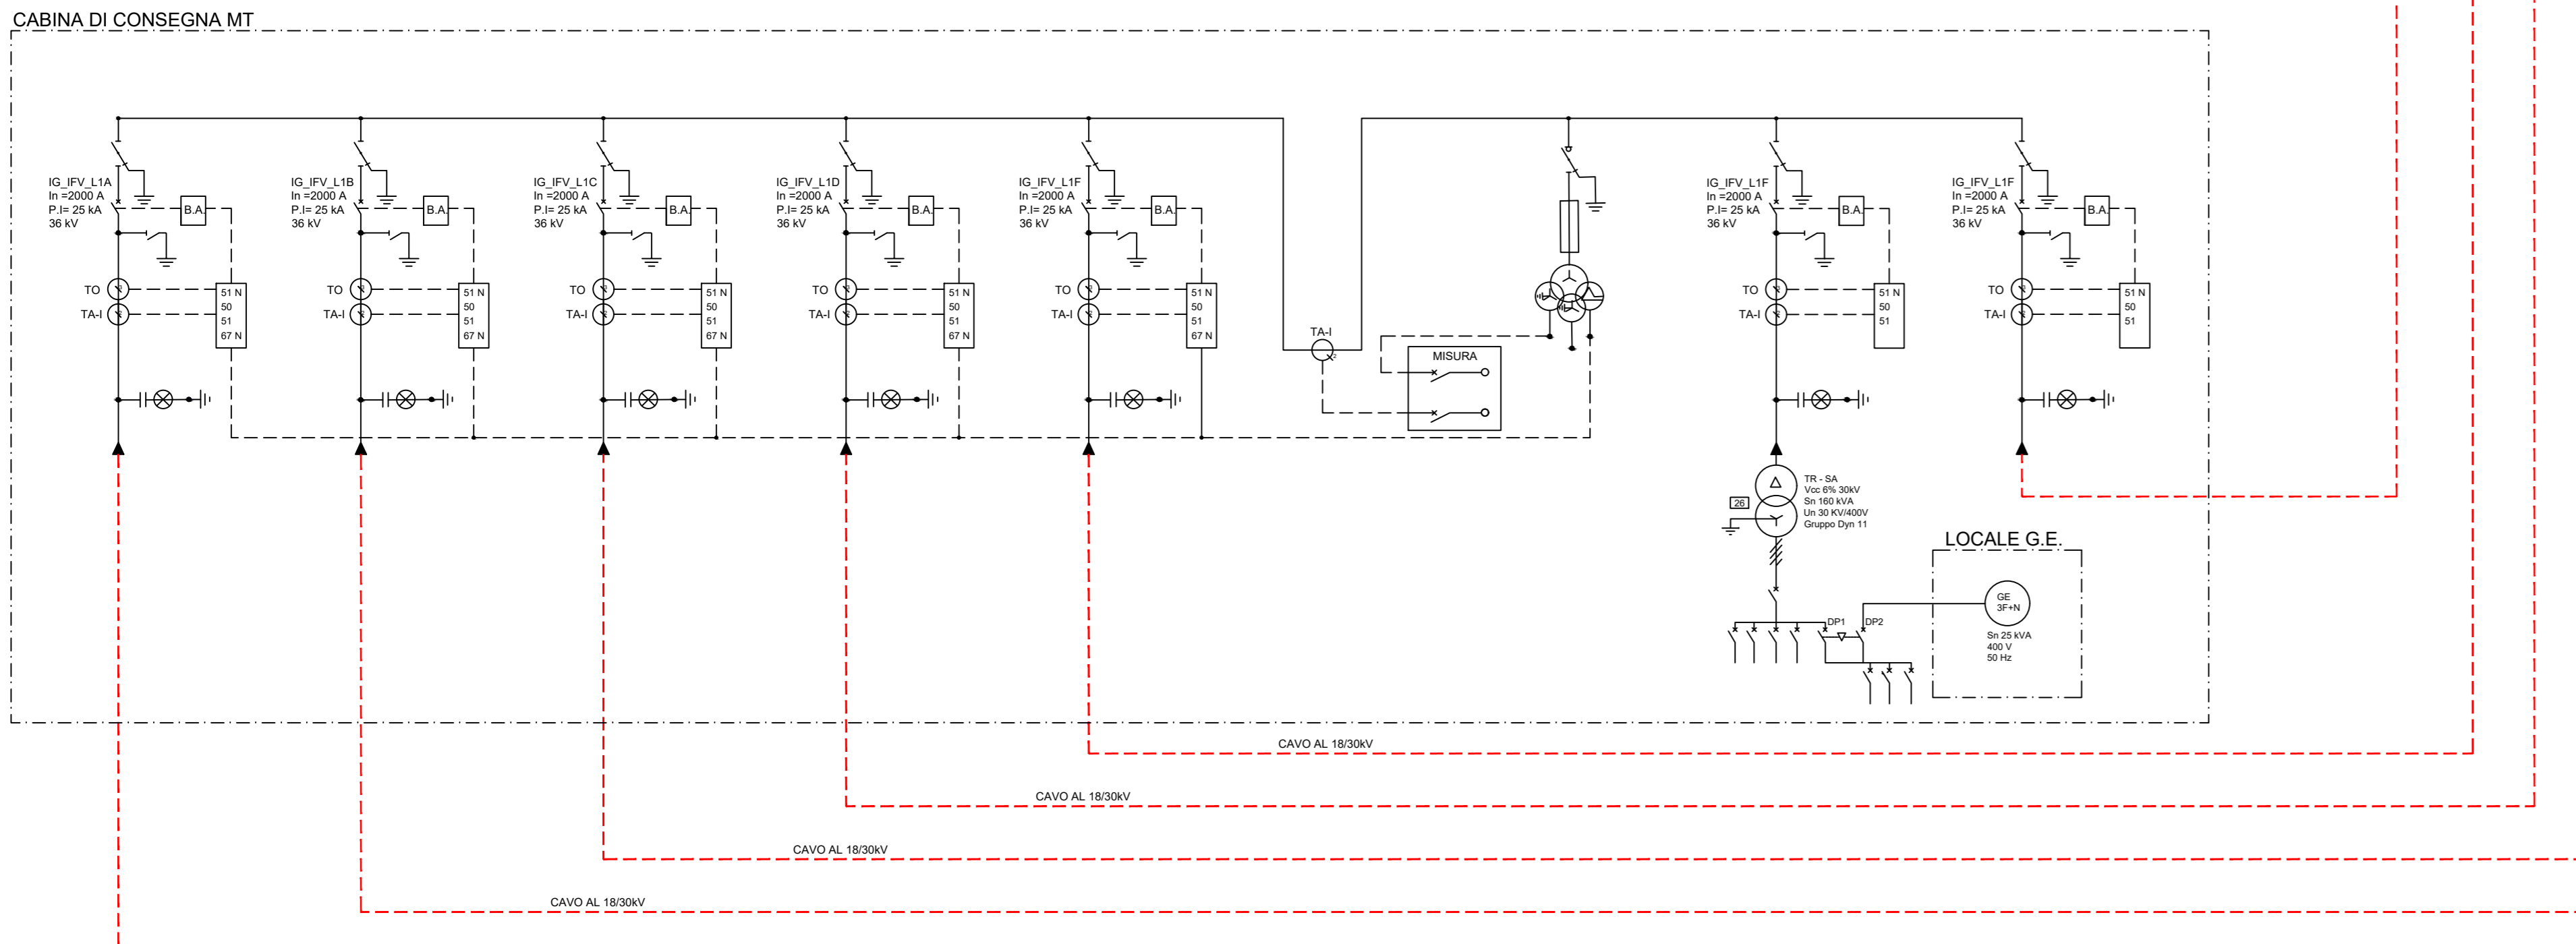 CABINA DI CONSEGNA MT
IG_IFV_L1A
In =2000 A
P.I= 25 kA
36 kV
B.A.
TO
TA-I
51 N
50
51
67 N
IG_IFV_L1B
In =2000 A
P.I= 25 kA
36 kV
B.A.
TO
TA-I
51 N
50
51
67 N
IG_IFV_L1C
In =2000 A
P.I= 25 kA
36 kV
B.A.
TO
TA-I
51 N
50
51
67 N
IG_IFV_L1D
In =2000 A
P.I= 25 kA
36 kV
B.A.
TO
TA-I
51 N
50
51
67 N
IG_IFV_L1F
In =2000 A
P.I= 25 kA
36 kV
B.A.
TO
TA-I
51 N
50
51
67 N
TA-I
2
MISURA
IG_IFV_L1F
In =2000 A
P.I= 25 kA
36 kV
B.A.
TO
TA-I
51 N
50
51
IG_IFV_L1F
In =2000 A
P.I= 25 kA
36 kV
B.A.
TO
TA-I
51 N
50
51
26
TR - SA
Vcc 6% 30kV
Sn 160 kVA
Un 30 KV/400V
Gruppo Dyn 11
LOCALE G.E.
GE
3F+N
Sn 25 kVA
400 V
50 Hz
DP1
DP2
CAVO AL 18/30kV
CAVO AL 18/30kV
CAVO AL 18/30kV
CAVO AL 18/30kV